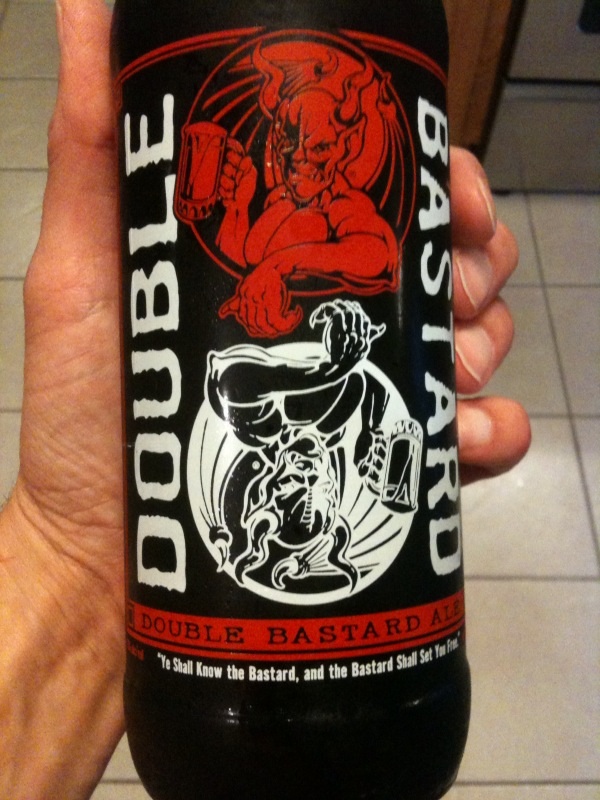 DOUBLE
BASTARD
DOUBLE BASTARD ALE
"Ye Shall Know the Bastard, and the Bastard Shall Set You Free."